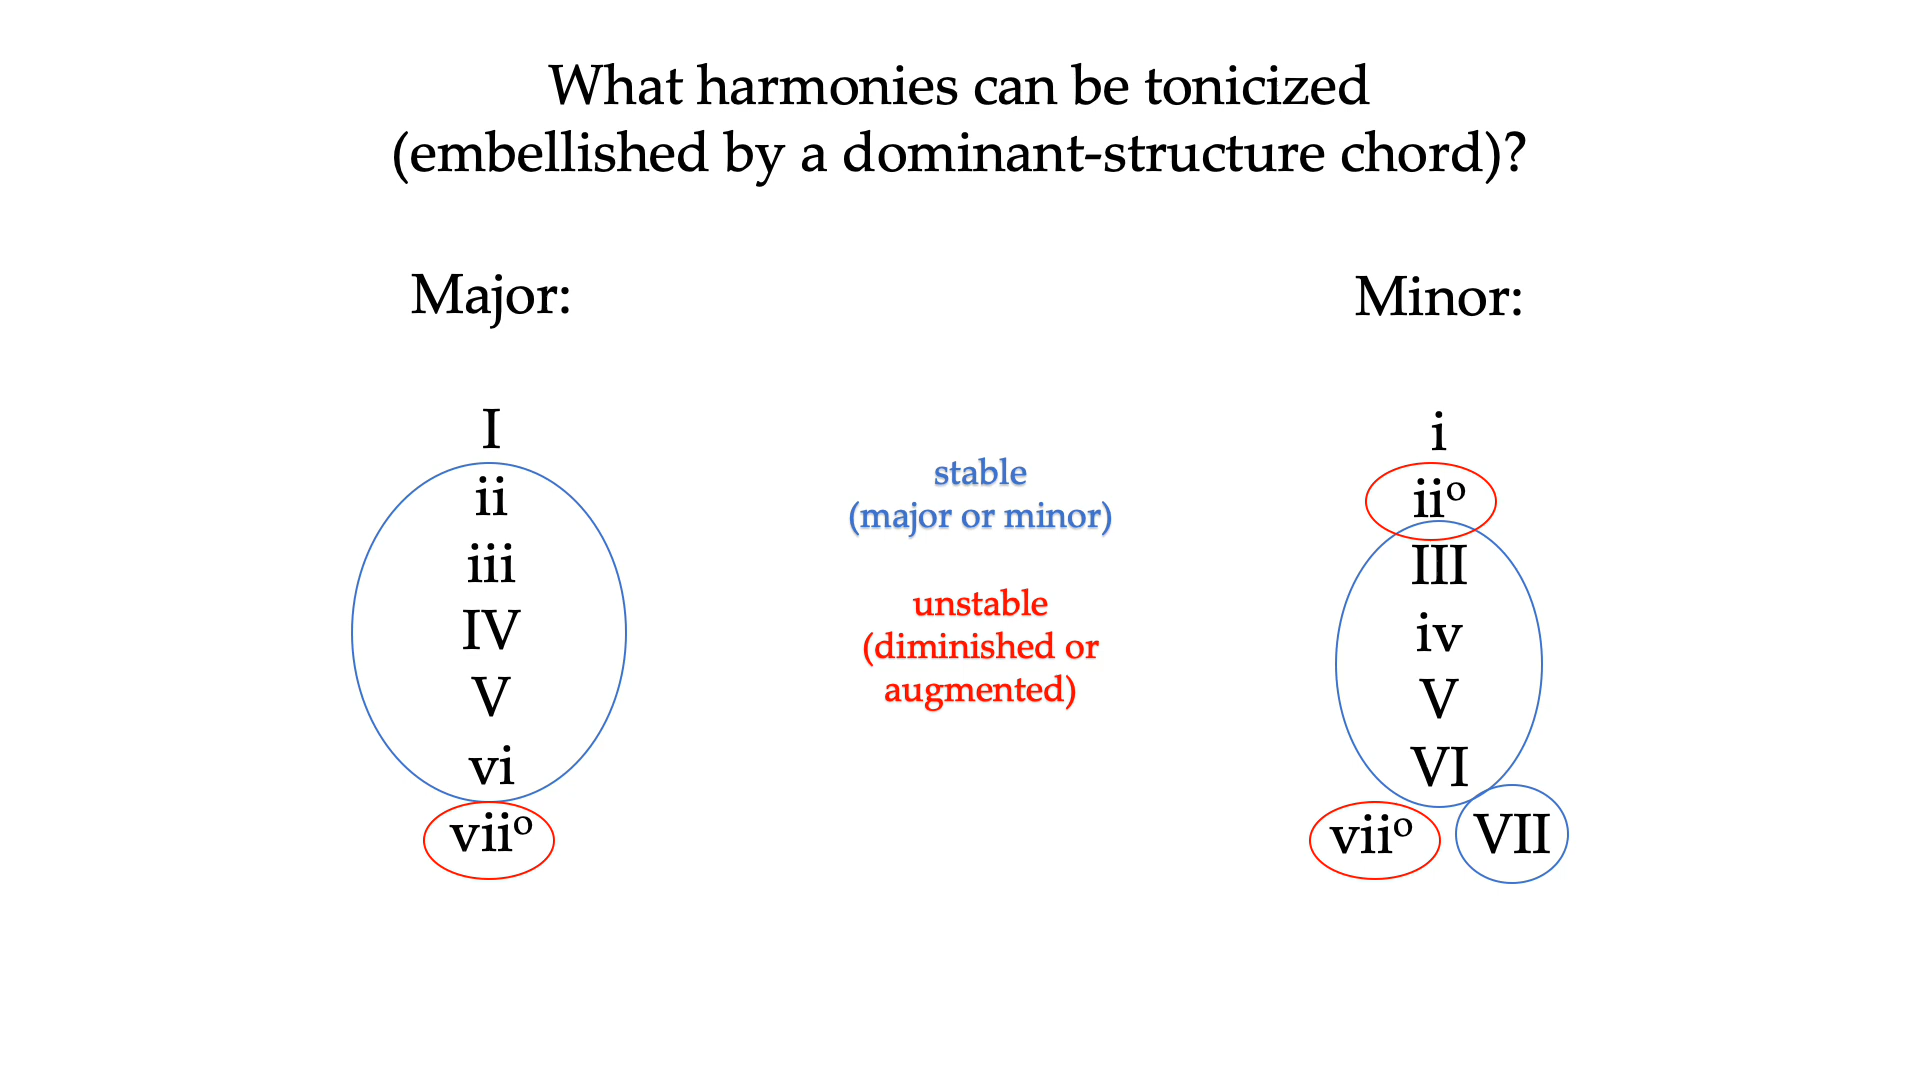 What harmonies can be tonicized
(embellished by a dominant-structure chord)?
Major:
I
ii
iii
IV
V
vi
viiº
stable
(major or minor)
unstable
(diminished or
augmented)
Minor:
i
iiº
III
iv
V
VI
viiº VII